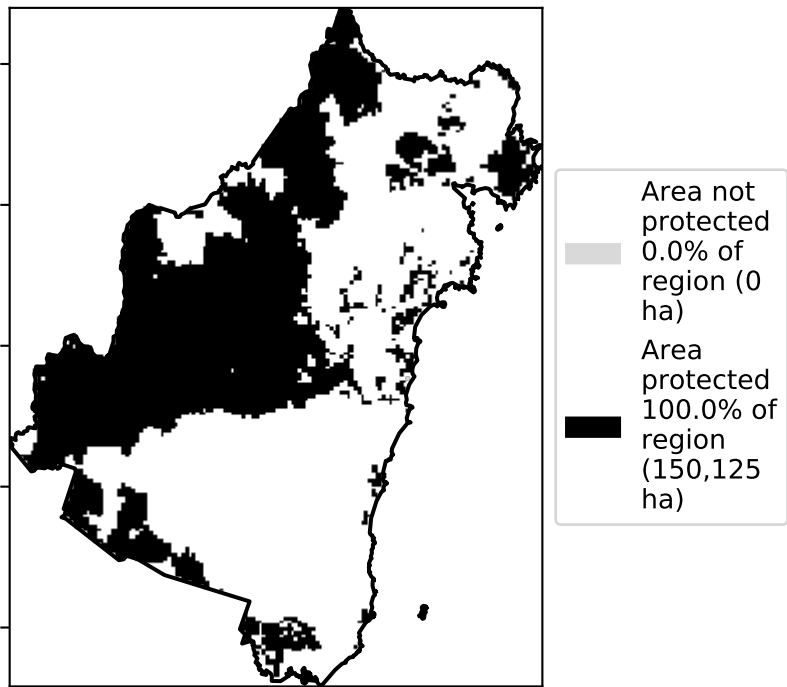 Area not
protected
0.0% of
region (0
ha)
Area
protected
100.0% of
region
(150,125
ha)